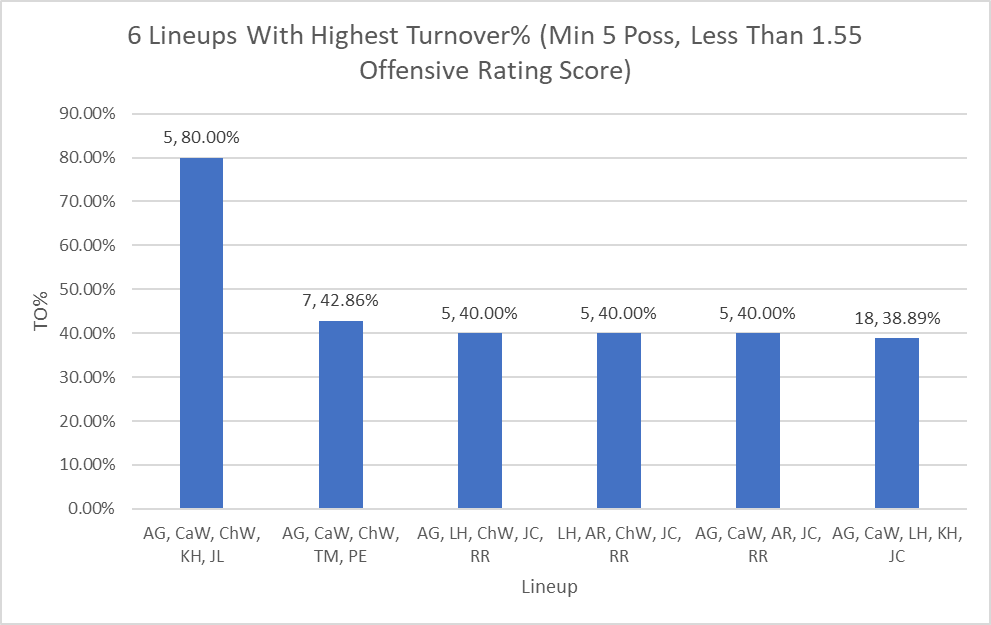 6 Lineups With Highest Turnover% (Min 5 Poss, Less Than 1.55
Offensive Rating Score)
90.00%
80.00%
70.00%
60.00%
50.00%
40.00%
30.00%
20.00%
10.00%
0.00%
TO%
5, 80.00%
7, 42.86%
5, 40.00%
5, 40.00%
5, 40.00%
18, 38.89%
AG, CaW, ChW,
KH, JL
AG, CaW, ChW,
TM, PE
AG, LH, ChW, JC,
RR
LH, AR, ChW, JC,
RR
AG, CaW, AR, JC,
RR
AG, CaW, LH, KH,
JC
Lineup